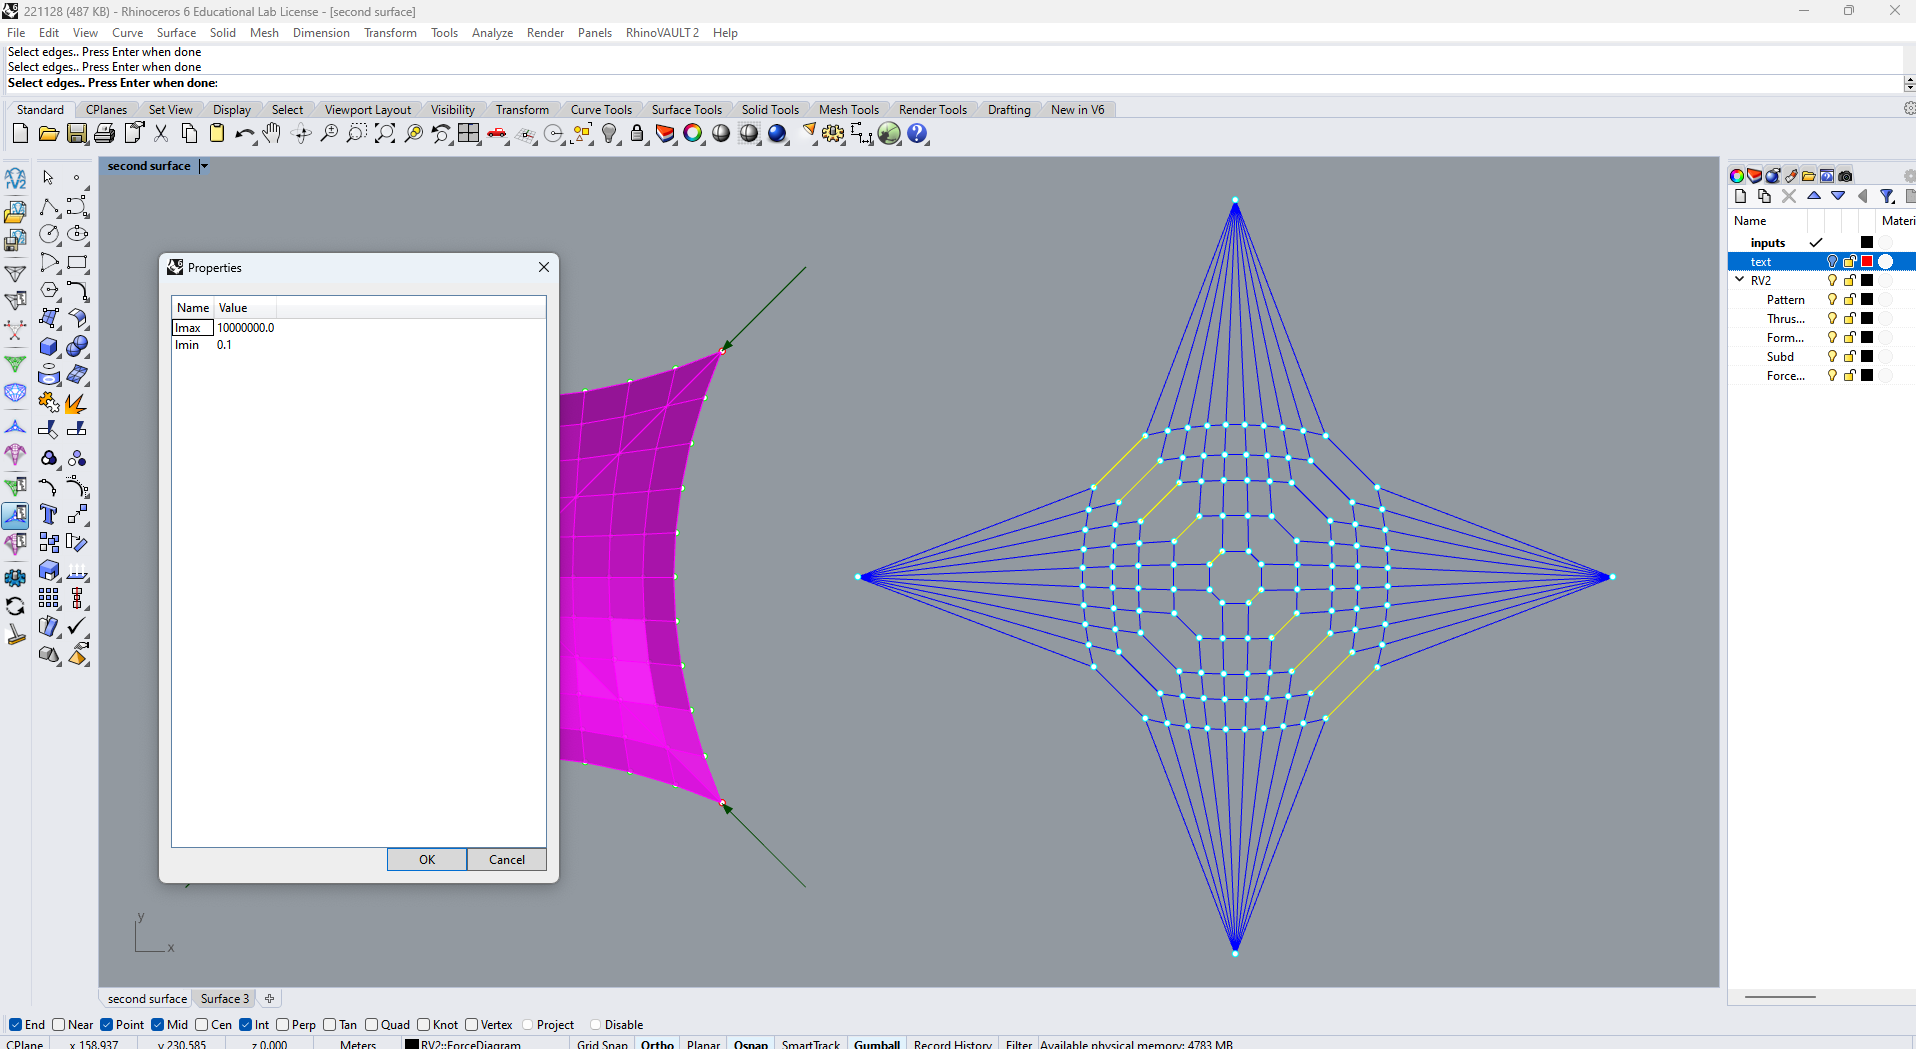 221128 (487 KB) - Rhinoceros 6 Educational Lab License - [second surface]
File Edit View Curve Surface Solid Mesh Dimension Transform Tools Analyze Render Panels RhinoVAULT 2 Help
Select edges.. Press Enter when done
Select edges.. Press Enter when done
Select edges.. Press Enter when done:
Standard CPlanes Set View Display Select Viewport Layout Visibility Transform Curve Tools Surface Tools Solid Tools Mesh Tools Render Tools Drafting New in V6
second surface
Properties
Name Value
lmax 10000000.0
lmin 0.1
OK Cancel
y
x
Name Materi
inputs
text
RV2
Pattern
Thrus...
Form...
Subd
Force...
second surface Surface 3
End Near Point Mid Cen Int Perp Tan Quad Knot Vertex Project Disable
CPlane x 158.937 y 230.585 z 0.000 Meters RV2::ForceDiagram Grid Snap Ortho Planar Osnap SmartTrack Gumball Record History Filter Available physical memory: 4783 MB